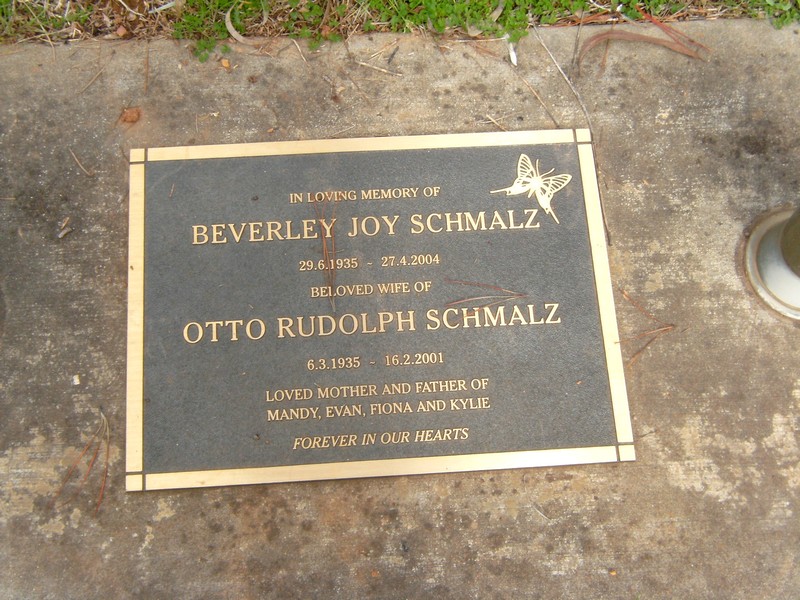 IN LOVING MEMORY OF
BEVERLEY JOY SCHMALZ
29.6.1935 - 27.4.2004
BELOVED WIFE OF
OTTO RUDOLPH SCHMALZ
6.3.1935 - 16.2.2001
LOVED MOTHER AND FATHER OF
MANDY, EVAN, FIONA AND KYLIE
FOREVER IN OUR HEARTS